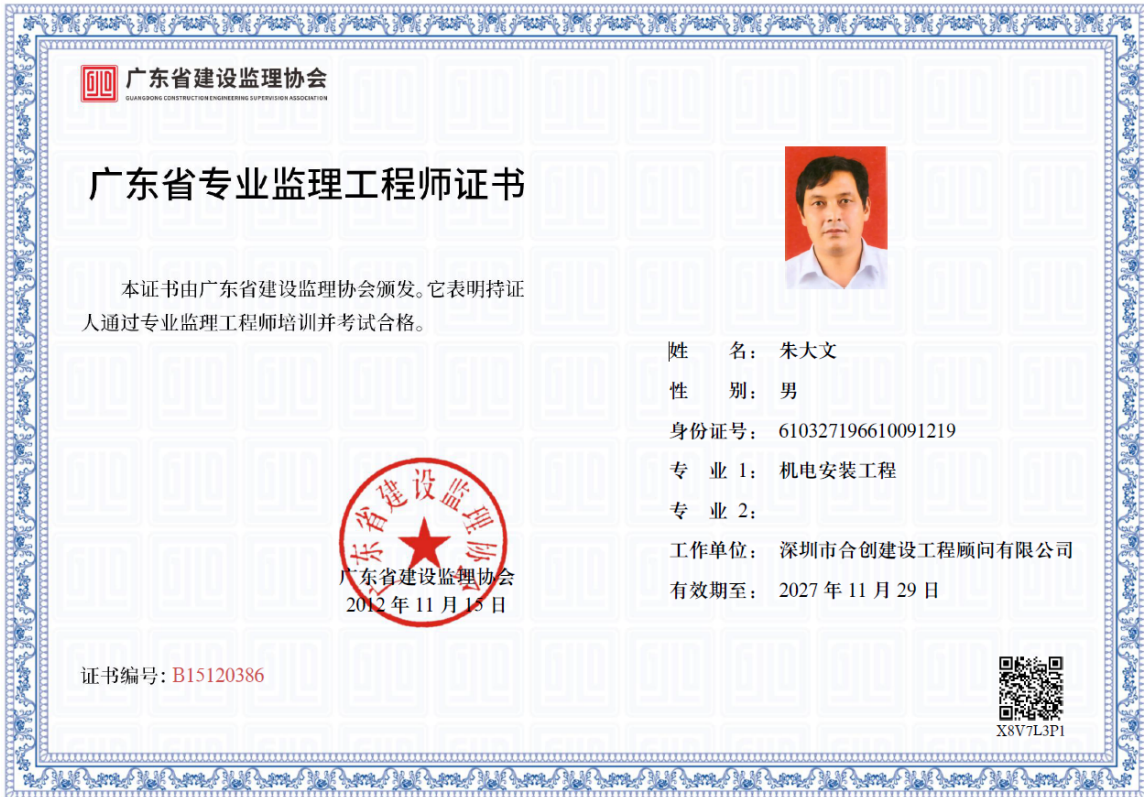 广东省建设监理协会
GUANGDONG CONSTRUCTION ENGINEERING SUPERVISION ASSOCIATION
广东省专业监理工程师证书
本证书由广东省建设监理协会颁发。它表明持证
人通过专业监理工程师培训并考试合格。
姓 名： 朱大文
性 别： 男
身份证号： 610327196610091219
专 业 1： 机电安装工程
专 业 2：
工作单位： 深圳市合创建设工程顾问有限公司
有效期至： 2027 年 11 月 29 日
广东省建设监理协会
广东省建设监理协会
2012 年 11 月 15 日
证书编号：B15120386
X8V7L3P1